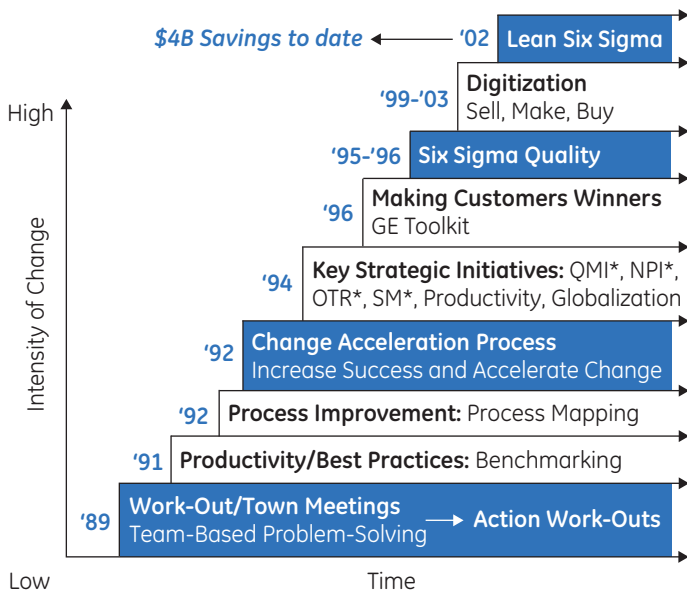 $4B Savings to date
‘02
Lean Six Sigma
‘99-‘03
Digitization
Sell, Make, Buy
‘95-‘96
Six Sigma Quality
‘96
Making Customers Winners
GE Toolkit
‘94
Key Strategic Initiatives: QMI*, NPI*,
OTR*, SM*, Productivity, Globalization
‘92
Change Acceleration Process
Increase Success and Accelerate Change
‘92
Process Improvement: Process Mapping
‘91
Productivity/Best Practices: Benchmarking
‘89
Work-Out/Town Meetings
Team-Based Problem-Solving
Action Work-Outs
High
Intensity of Change
Low
Time